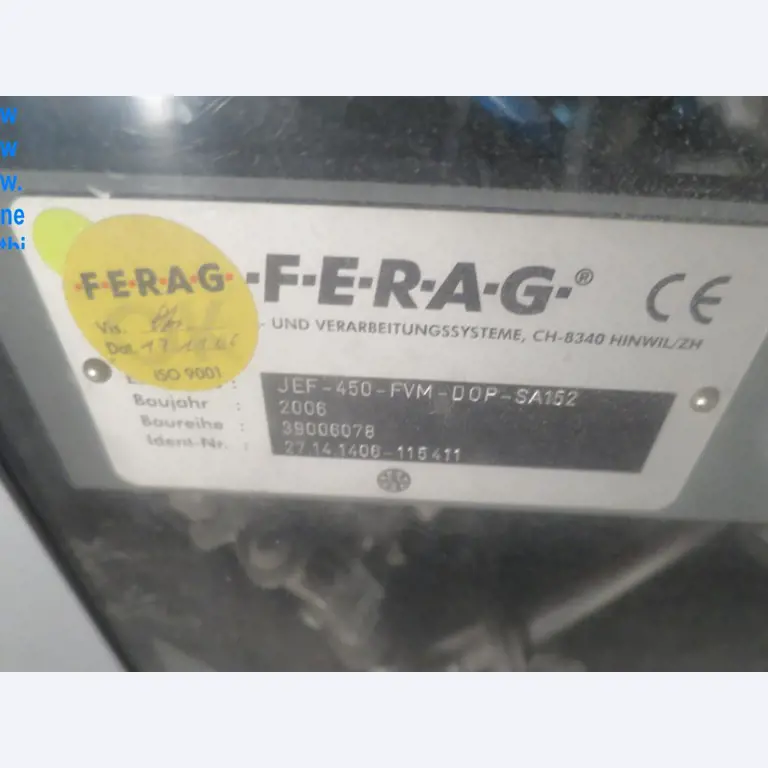 w
w
w.
ne
F·E·R·A·G·
·F·E·R·A·G·®
CE
Vis.
- UND VERARBEITUNGSSYSTEME, CH-8340 HINWIL/ZH
Dat.
ISO 9001
JEF-450-FVM-DOP-SA152
Baujahr : 2006
Baureihe : 39006078
Ident-Nr. : 27.14.1406-115411